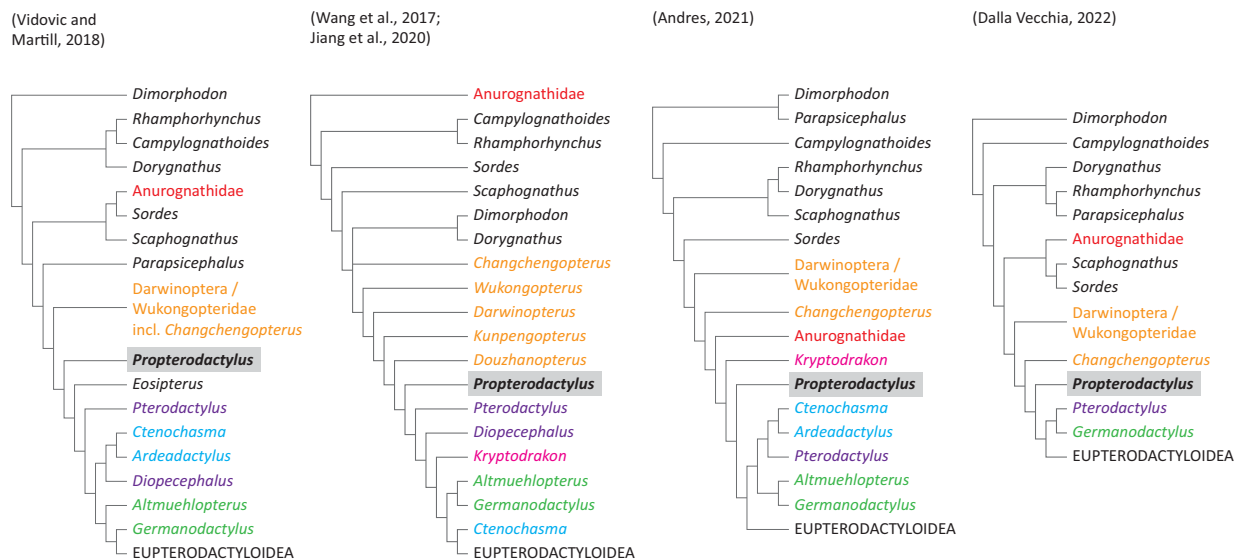 (Vidovic and
Martill, 2018)
Dimorphodon
Rhamphorhynchus
Campylognathus
Dorygnathus
Anurognathidae
Sordes
Scaphognathus
Parapsicephalus
Darwinoptera /
Wukongopteridae
incl. Changchengopterus
Propterodactylus
Eosipterus
Pterodactylus
Ctenochasma
Ardeadactylus
Diopecephalus
Altmuehlopterus
Germanodactylus
EUPTERODACTYLOIDEA
(Wang et al., 2017;
Jiang et al., 2020)
Anurognathidae
Campylognathoides
Rhamphorhynchus
Sordes
Scaphognathus
Dimorphodon
Dorygnathus
Changchengopterus
Wukongopterus
Darwinopterus
Kunpengopterus
Douzhanopterus
Propterodactylus
Pterodactylus
Diopecephalus
Kryptodrakon
Altmuehlopterus
Germanodactylus
Ctenochasma
EUPTERODACTYLOIDEA
(Andres, 2021)
Dimorphodon
Parapsicephalus
Campylognathoides
Rhamphorhynchus
Dorygnathus
Scaphognathus
Sordes
Darwinoptera /
Wukongopteridae
Changchengopterus
Anurognathidae
Kryptodrakon
Propterodactylus
Ctenochasma
Ardeadactylus
Pterodactylus
Altmuehlopterus
Germanodactylus
EUPTERODACTYLOIDEA
(Dalla Vecchia, 2022)
Dimorphodon
Campylognathoides
Dorygnathus
Rhamphorhynchus
Parapsicephalus
Anurognathidae
Scaphognathus
Sordes
Darwinoptera /
Wukongopteridae
Changchengopterus
Propterodactylus
Pterodactylus
Germanodactylus
EUPTERODACTYLOIDEA